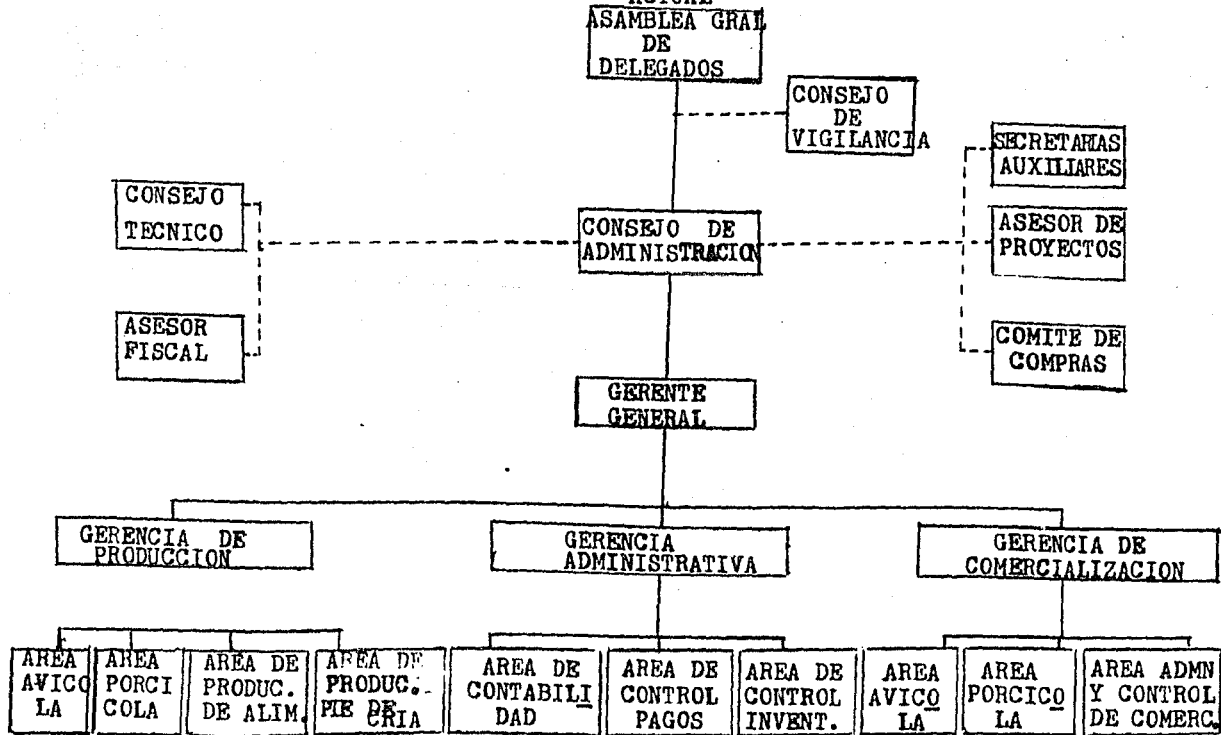 ASAMBLEA GRAL
DE
DELEGADOS
CONSEJO
DE
VIGILANCIA
SECRETARIAS
AUXILIARES
CONSEJO
TECNICO
CONSEJO DE
ADMINISTRACION
ASESOR DE
PROYECTOS
ASESOR
FISCAL
COMITE DE
COMPRAS
GERENTE
GENERAL
GERENCIA DE
PRODUCCION
GERENCIA
ADMINISTRATIVA
GERENCIA DE
COMERCIALIZACION
AREA
AVICO
LA
AREA
PORCI
COLA
AREA DE
PRODUC.
DE ALIM.
AREA DE
PRODUC.
PIE DE
CRIA
AREA DE
CONTABILI
DAD
AREA DE
CONTROL
PAGOS
AREA DE
CONTROL
INVENT.
AREA
AVICO
LA
AREA
PORCICO
LA
AREA ADMN
Y CONTROL
DE COMERC.